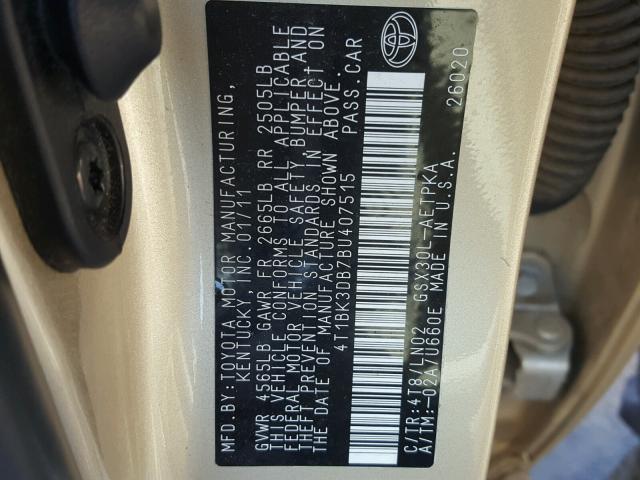 MFD. BY: TOYOTA MOTOR MANUFACTURING,
KENTUCKY, INC. 01/11
GVWR 4565LB GAWR FR 2665LB RR 2505LB
THIS VEHICLE CONFORMS TO ALL APPLICABLE
FEDERAL MOTOR VEHICLE SAFETY, BUMPER, AND
THEFT PREVENTION STANDARDS IN EFFECT ON
THE DATE OF MANUFACTURE SHOWN ABOVE.
4T1BK3DB7BU407515 PASS. CAR
C/TR: 4T8/LN02 GSX30L-AETPKA
A/TM: -02A/U660E MADE IN U.S.A.
26020